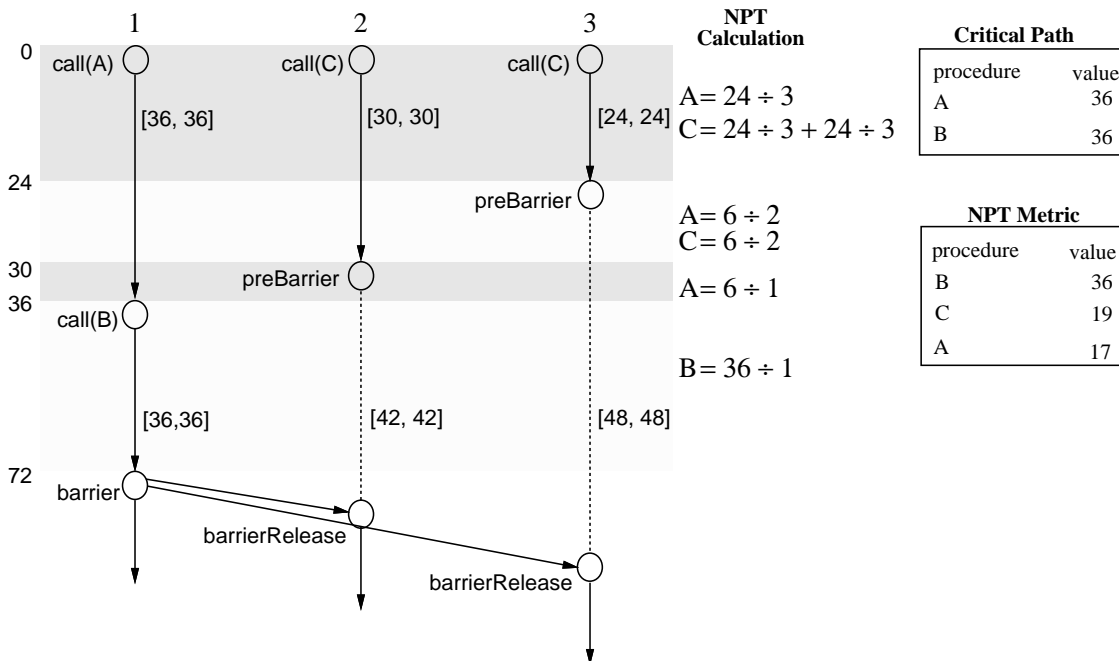 1
2
3
NPT
Calculation
Critical Path
procedure value
A 36
B 36
0
call(A)
call(C)
call(C)
[36, 36]
[30, 30]
[24, 24]
A= 24 ÷ 3
C= 24 ÷ 3 + 24 ÷ 3
24
preBarrier
A= 6 ÷ 2
C= 6 ÷ 2
NPT Metric
procedure value
B 36
C 19
A 17
30
preBarrier
A= 6 ÷ 1
36
call(B)
B= 36 ÷ 1
[36,36]
[42, 42]
[48, 48]
72
barrier
barrierRelease
barrierRelease